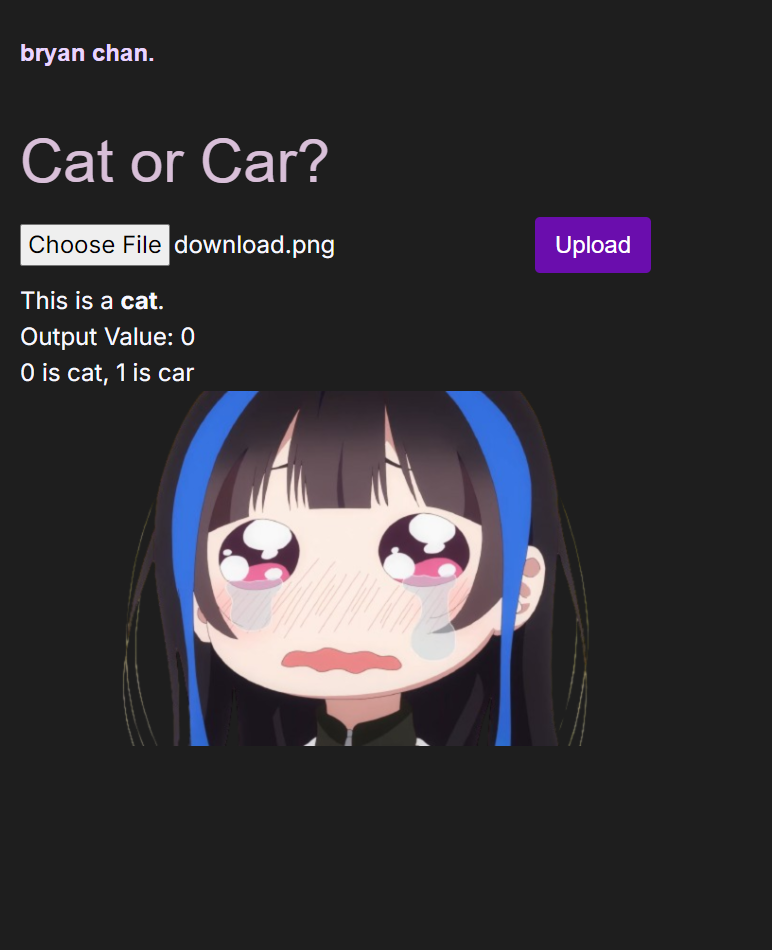 bryan chan.
Cat or Car?
Choose File download.png Upload
This is a cat.
Output Value: 0
0 is cat, 1 is car